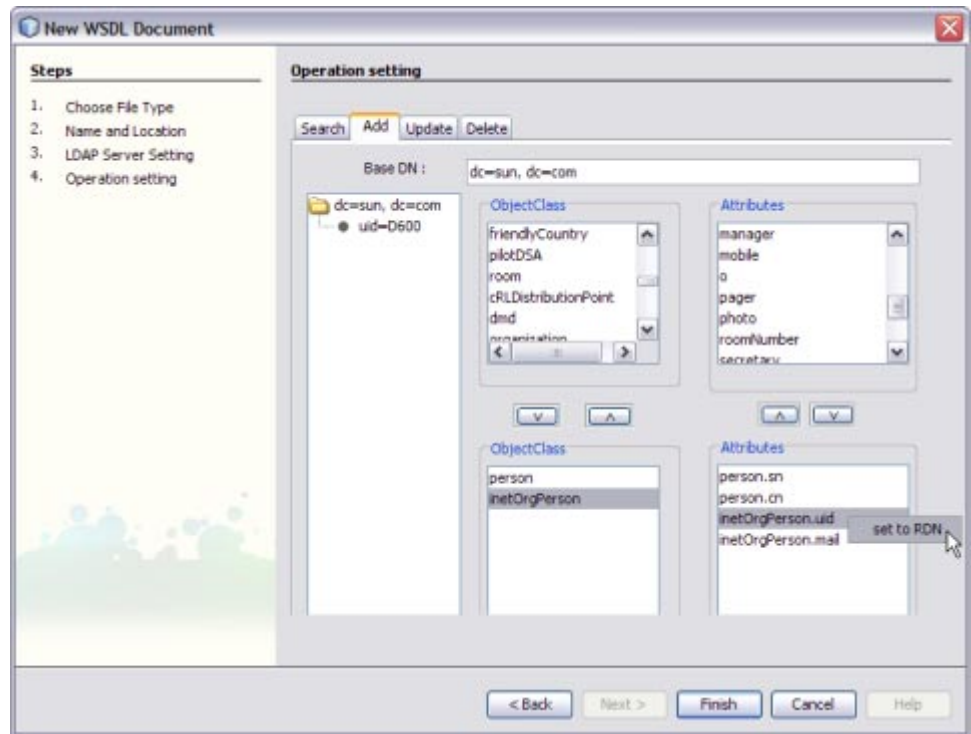 New WSDL Document
Steps
1. Choose File Type
2. Name and Location
3. LDAP Server Setting
4. Operation setting
Operation setting
Search Add Update Delete
Base DN : dc=sun, dc=com
dc=sun, dc=com
uid=D600
ObjectClass
friendlyCountry
pilotDSA
room
cRLDistributionPoint
dmd
organization
Attributes
manager
mobile
o
pager
photo
roomNumber
secretary
v ^
^ v
ObjectClass
person
inetOrgPerson
Attributes
person.sn
person.cn
inetOrgPerson.uid
inetOrgPerson.mail
set to RDN
< Back Next > Finish Cancel Help